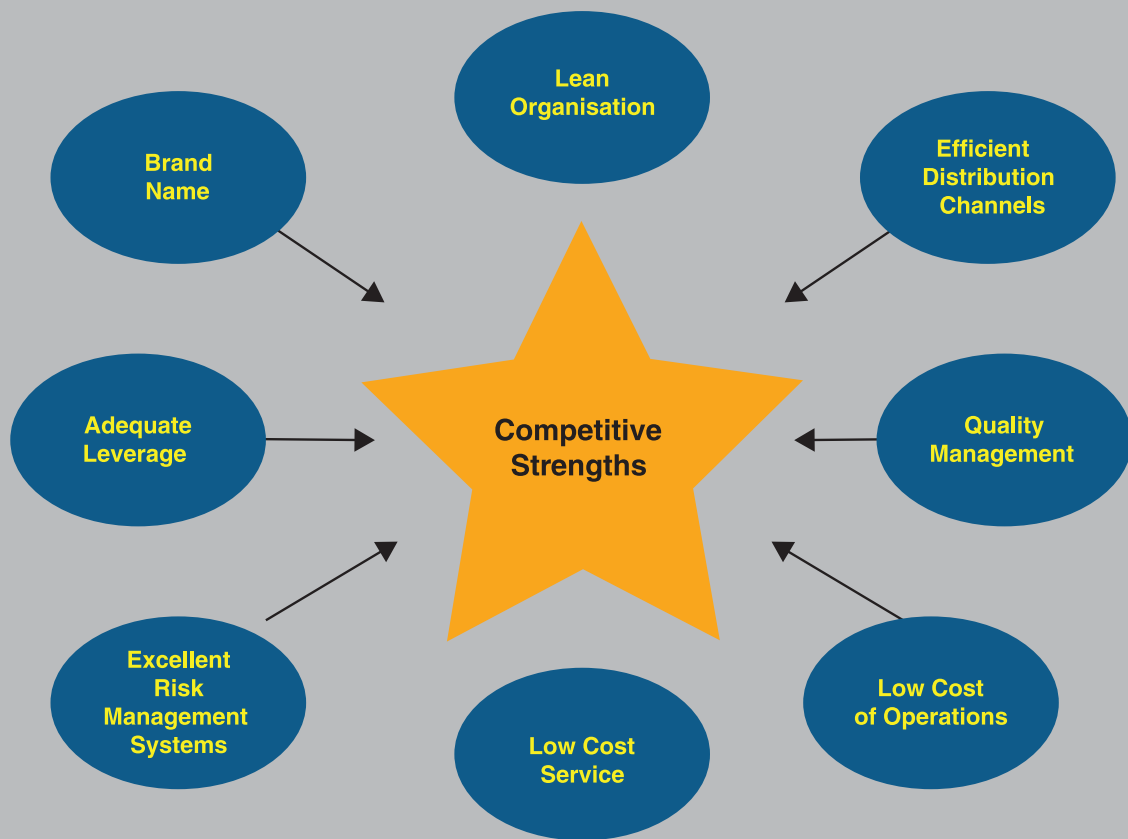 Lean
Organisation
Brand
Name
Efficient
Distribution
Channels
Adequate
Leverage
Competitive
Strengths
Quality
Management
Excellent
Risk
Management
Systems
Low Cost
Service
Low Cost
of Operations